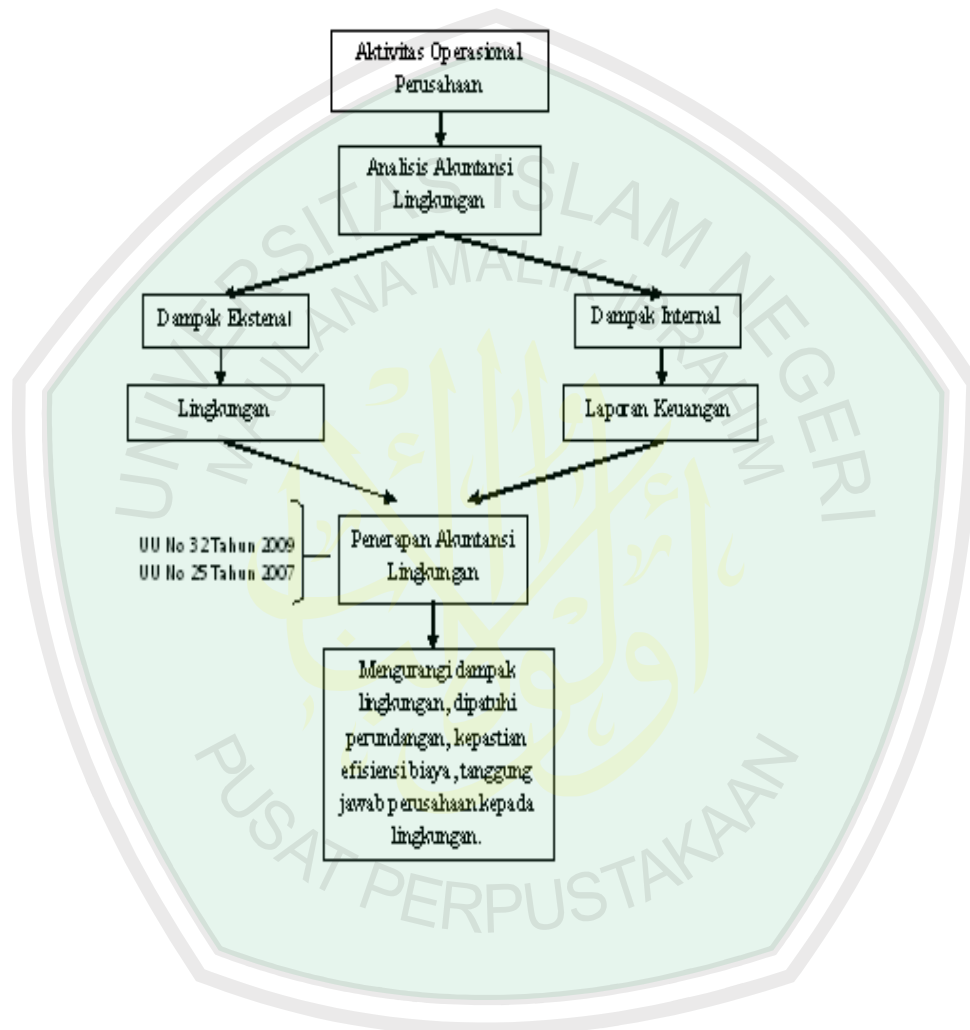 Aktivitas Operasional
Perusahaan
Analisis Akuntansi
Lingkungan
Dampak Ekstenal
Dampak Internal
Lingkungan
Laporan Keuangan
UU No 32 Tahun 2009
UU No 25 Tahun 2007
Penerapan Akuntansi
Lingkungan
Mengurangi dampak
lingkungan, dipatuhi
perundangan, kepastian
efisiensi biaya, tanggung
jawab perusahaan kepada
lingkungan.
UNIVERSITAS ISLAM NEGERI
MAULANA MALIK IBRAHIM
PUSAT PERPUSTAKAAN